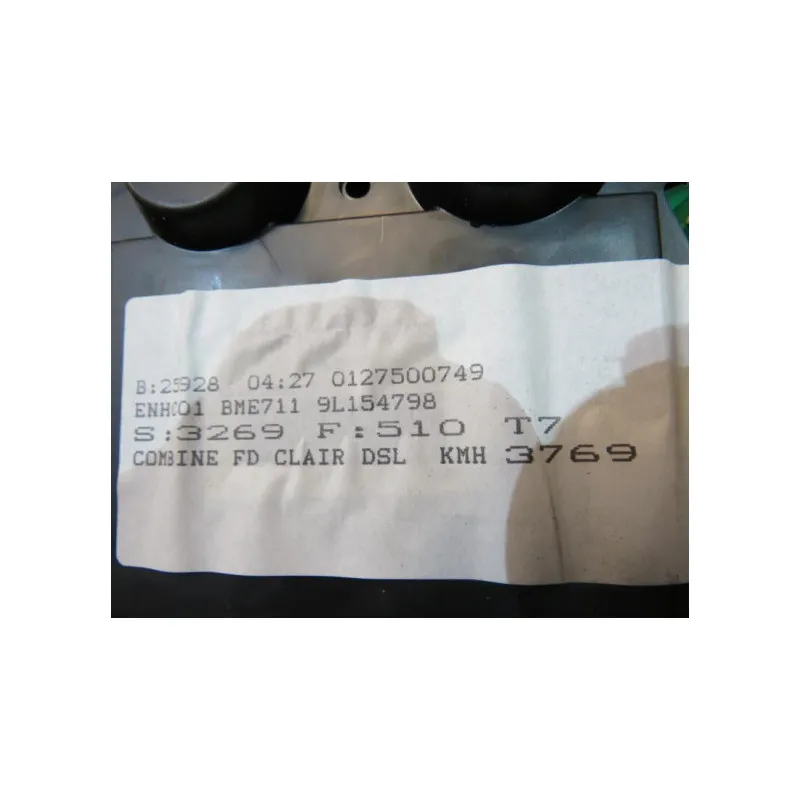 B:25928 04:27 0127500749
ENHC01 BME711 9L154798
S:3269 F:510 T7
COMBINE FD CLAIR DSL KMH 3769